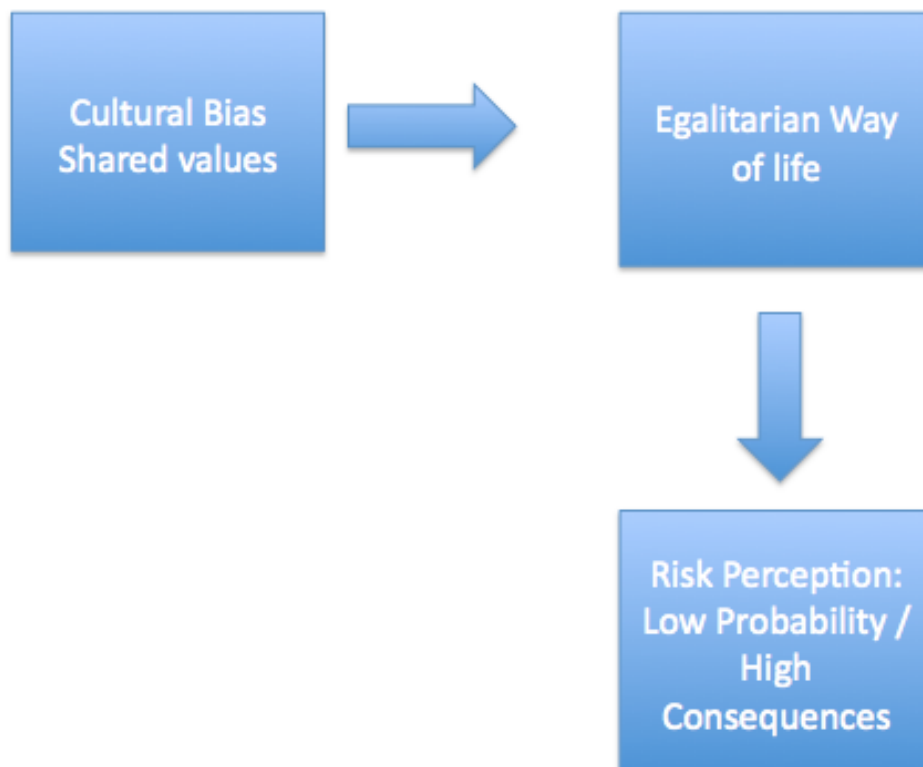 Cultural Bias
Shared values
Egalitarian Way
of life
Risk Perception:
Low Probability /
High
Consequences